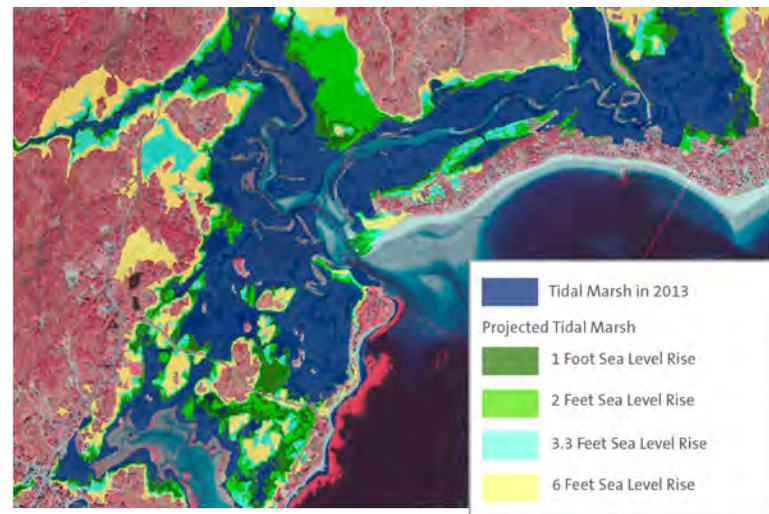 Tidal Marsh in 2013
Projected Tidal Marsh
1 Foot Sea Level Rise
2 Feet Sea Level Rise
3.3 Feet Sea Level Rise
6 Feet Sea Level Rise